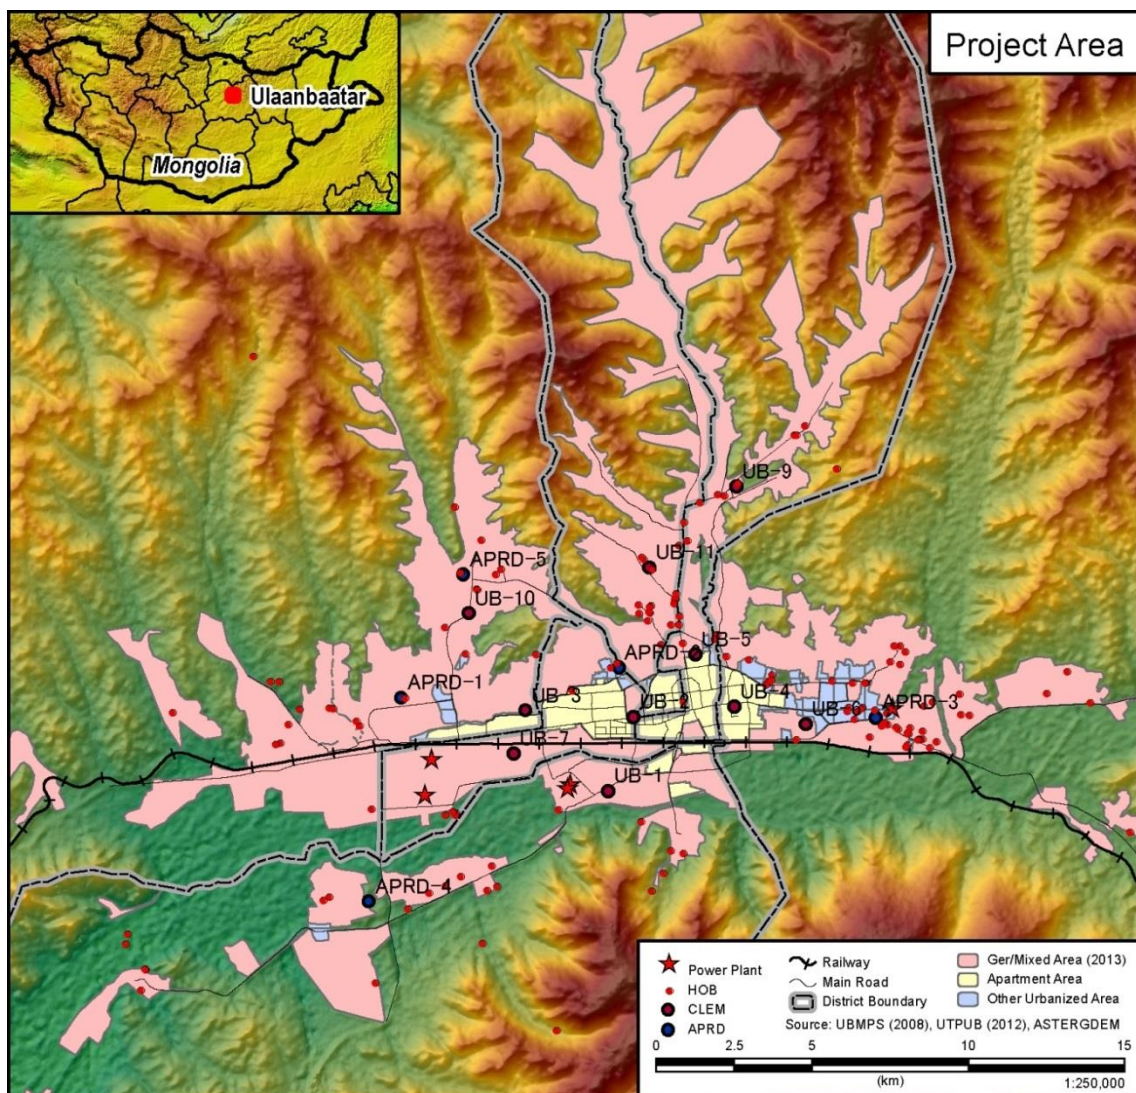 Project Area
Ulaanbaatar
Mongolia
UB-9
UB-11
APRD-5
UB-10
UB-5
APRD-2
APRD-1
UB-3
UB-2
UB-4
UB-6
APRD-3
UB-7
UB-1
APRD-4
Power Plant
HOB
CLEM
APRD
Railway
Main Road
District Boundary
Ger/Mixed Area (2013)
Apartment Area
Other Urbanized Area
Source: UBMPS (2008), UTPUB (2012), ASTERGDEM
0 2.5 5 10 15
(km)
1:250,000